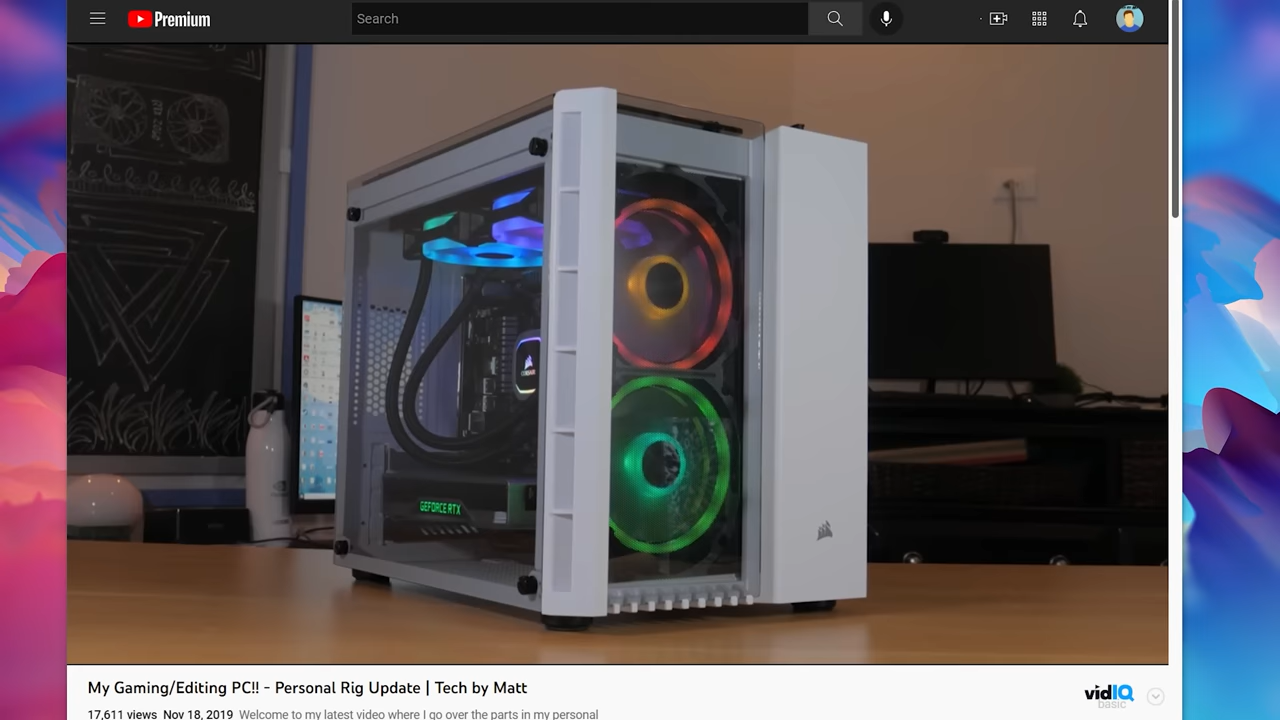 Premium
Search
GEFORCE RTX
My Gaming/Editing PC!! - Personal Rig Update | Tech by Matt
vidIQ
basic
17,611 views Nov 18, 2019 Welcome to my latest video where I go over the parts in my personal